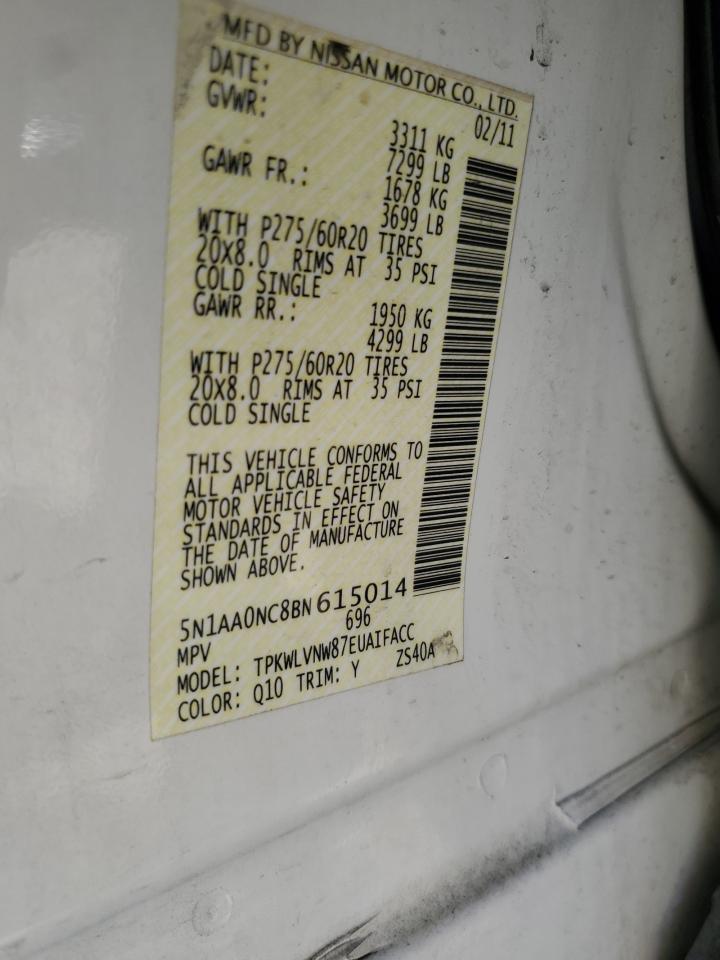 MFD BY NISSAN MOTOR CO., LTD.
DATE: 02/11
GVWR: 3311 KG
7299 LB
GAWR FR.: 1678 KG
3699 LB
WITH P275/60R20 TIRES
20X8.0 RIMS AT 35 PSI
COLD SINGLE
GAWR RR.: 1950 KG
4299 LB
WITH P275/60R20 TIRES
20X8.0 RIMS AT 35 PSI
COLD SINGLE
THIS VEHICLE CONFORMS TO
ALL APPLICABLE FEDERAL
MOTOR VEHICLE SAFETY
STANDARDS IN EFFECT ON
THE DATE OF MANUFACTURE
SHOWN ABOVE.
5N1AA0NC8BN615014
MPV 696
MODEL: TPKWLVNW87EUAIFACC
COLOR: Q10 TRIM: Y ZS40A